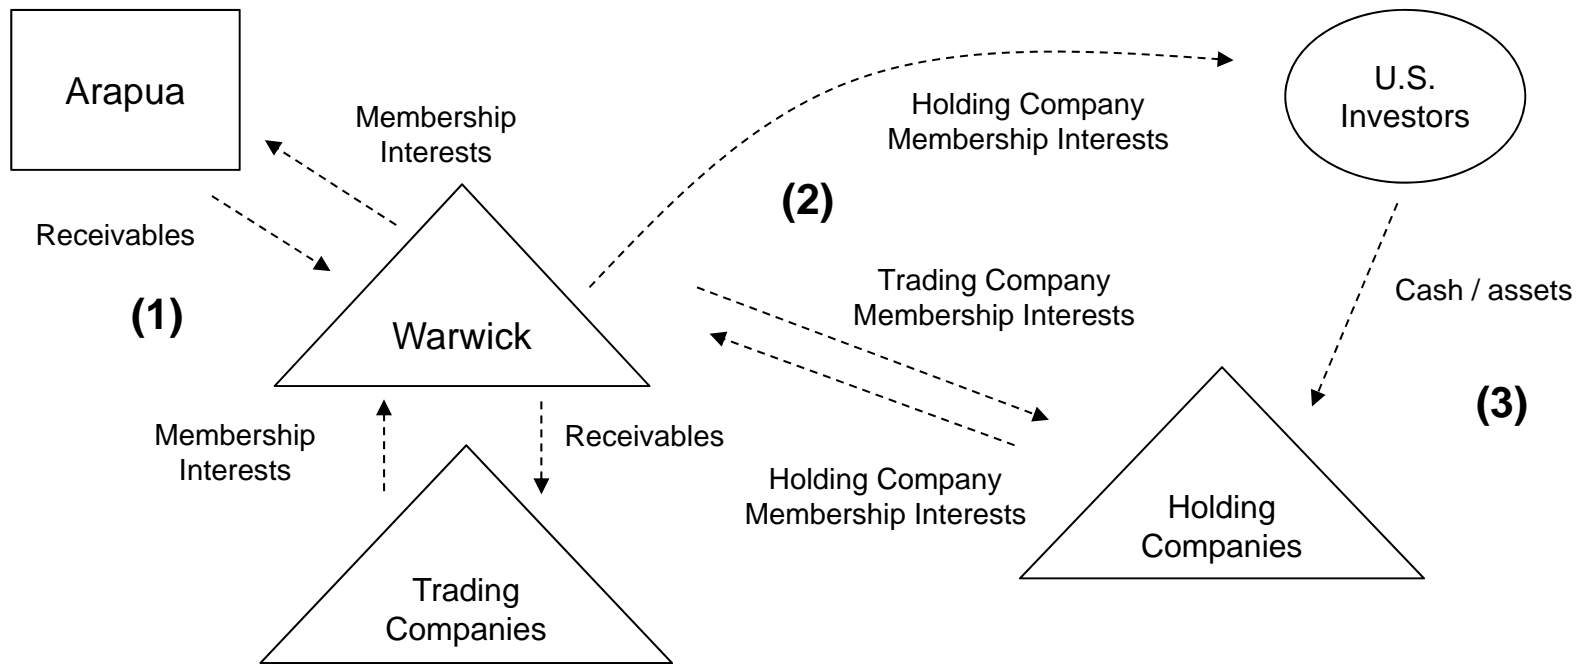 Arapua
Membership
Interests
Receivables
(1)
Warwick
Holding Company
Membership Interests
U.S.
Investors
(2)
Trading Company
Membership Interests
Cash / assets
(3)
Membership
Interests
Receivables
Holding Company
Membership Interests
Holding
Companies
Trading
Companies